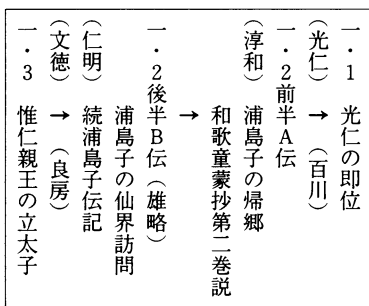 一・1　光仁の即位
（光仁）→（百川）
一・2前半A伝
（淳和）　浦島子の帰郷
和歌童蒙抄第二巻説
→
一・2後半B伝（雄略）
浦島子の仙界訪問
（仁明）　続浦島子伝記
（文徳）→（良房）
一・3　惟仁親王の立太子